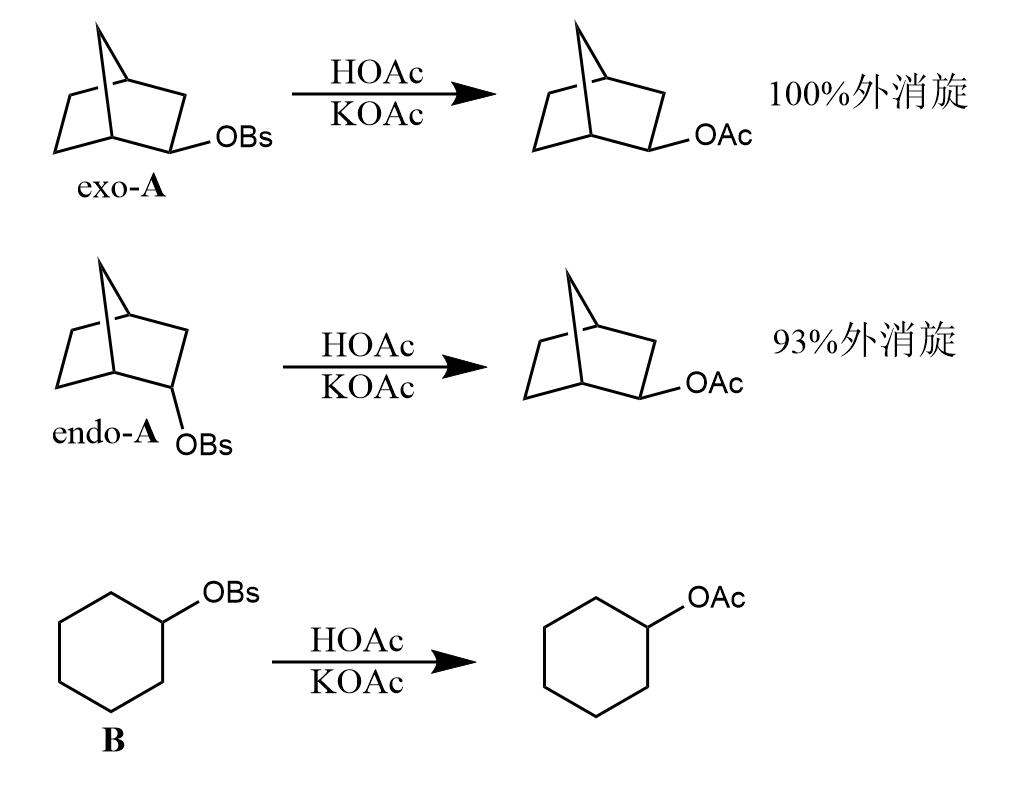 HOAc
KOAc
OBs
OAc
100%外消旋
exo-A
HOAc
KOAc
OBs
OAc
93%外消旋
endo-A
OBs
OAc
HOAc
KOAc
B